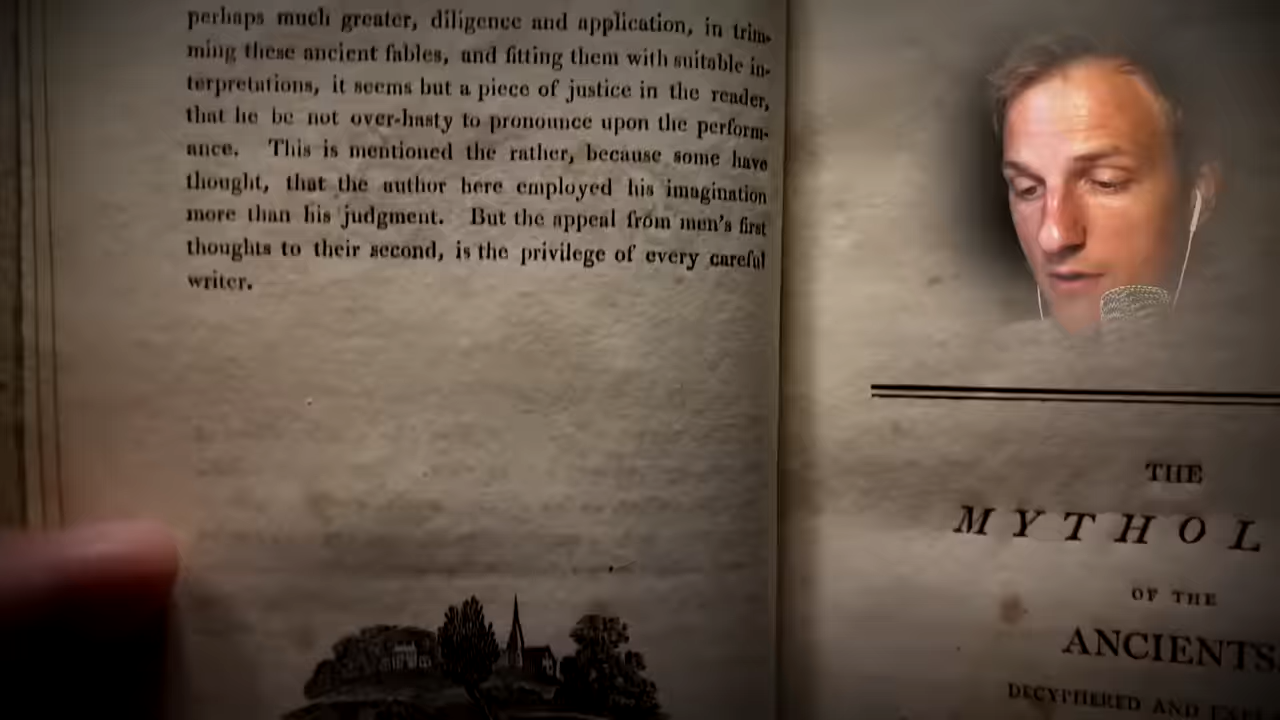 perhaps much greater, diligence and application, in trim-
ming these ancient fables, and fitting them with suitable in-
terpretations, it seems but a piece of justice in the reader,
that he be not over-hasty to pronounce upon the perform-
ance. This is mentioned the rather, because some have
thought, that the author here employed his imagination
more than his judgment. But the appeal from men's first
thoughts to their second, is the privilege of every careful
writer.
THE
MYTHOL
OF THE
ANCIENTS
DECYPHERED AND